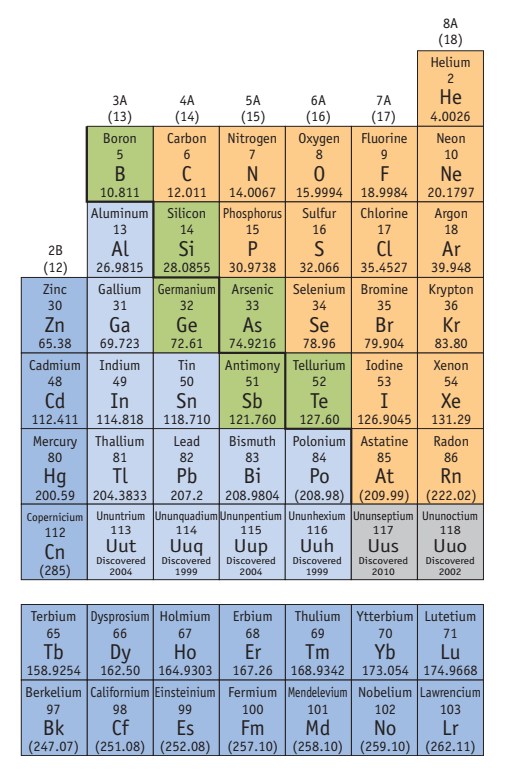 8A
(18)
Helium
2
He
4.0026
3A 4A 5A 6A 7A
(13) (14) (15) (16) (17)
Boron Carbon Nitrogen Oxygen Fluorine Neon
5 6 7 8 9 10
B C N O F Ne
10.811 12.011 14.0067 15.9994 18.9984 20.1797
Aluminum Silicon Phosphorus Sulfur Chlorine Argon
13 14 15 16 17 18
Al Si P S Cl Ar
26.9815 28.0855 30.9738 32.066 35.4527 39.948
2B
(12)
Zinc Gallium Germanium Arsenic Selenium Bromine Krypton
30 31 32 33 34 35 36
Zn Ga Ge As Se Br Kr
65.38 69.723 72.61 74.9216 78.96 79.904 83.80
Cadmium Indium Tin Antimony Tellurium Iodine Xenon
48 49 50 51 52 53 54
Cd In Sn Sb Te I Xe
112.411 114.818 118.710 121.760 127.60 126.9045 131.29
Mercury Thallium Lead Bismuth Polonium Astatine Radon
80 81 82 83 84 85 86
Hg Tl Pb Bi Po At Rn
200.59 204.3833 207.2 208.9804 (208.98) (209.99) (222.02)
Copernicium Ununtrium Ununquadium Ununpentium Ununhexium Ununseptium Ununoctium
112 113 114 115 116 117 118
Cn Uut Uuq Uup Uuh Uus Uuo
(285) Discovered Discovered Discovered Discovered Discovered Discovered
2004 1999 2004 1999 2010 2002
Terbium Dysprosium Holmium Erbium Thulium Ytterbium Lutetium
65 66 67 68 69 70 71
Tb Dy Ho Er Tm Yb Lu
158.9254 162.50 164.9303 167.26 168.9342 173.054 174.9668
Berkelium Californium Einsteinium Fermium Mendelevium Nobelium Lawrencium
97 98 99 100 101 102 103
Bk Cf Es Fm Md No Lr
(247.07) (251.08) (252.08) (257.10) (258.10) (259.10) (262.11)